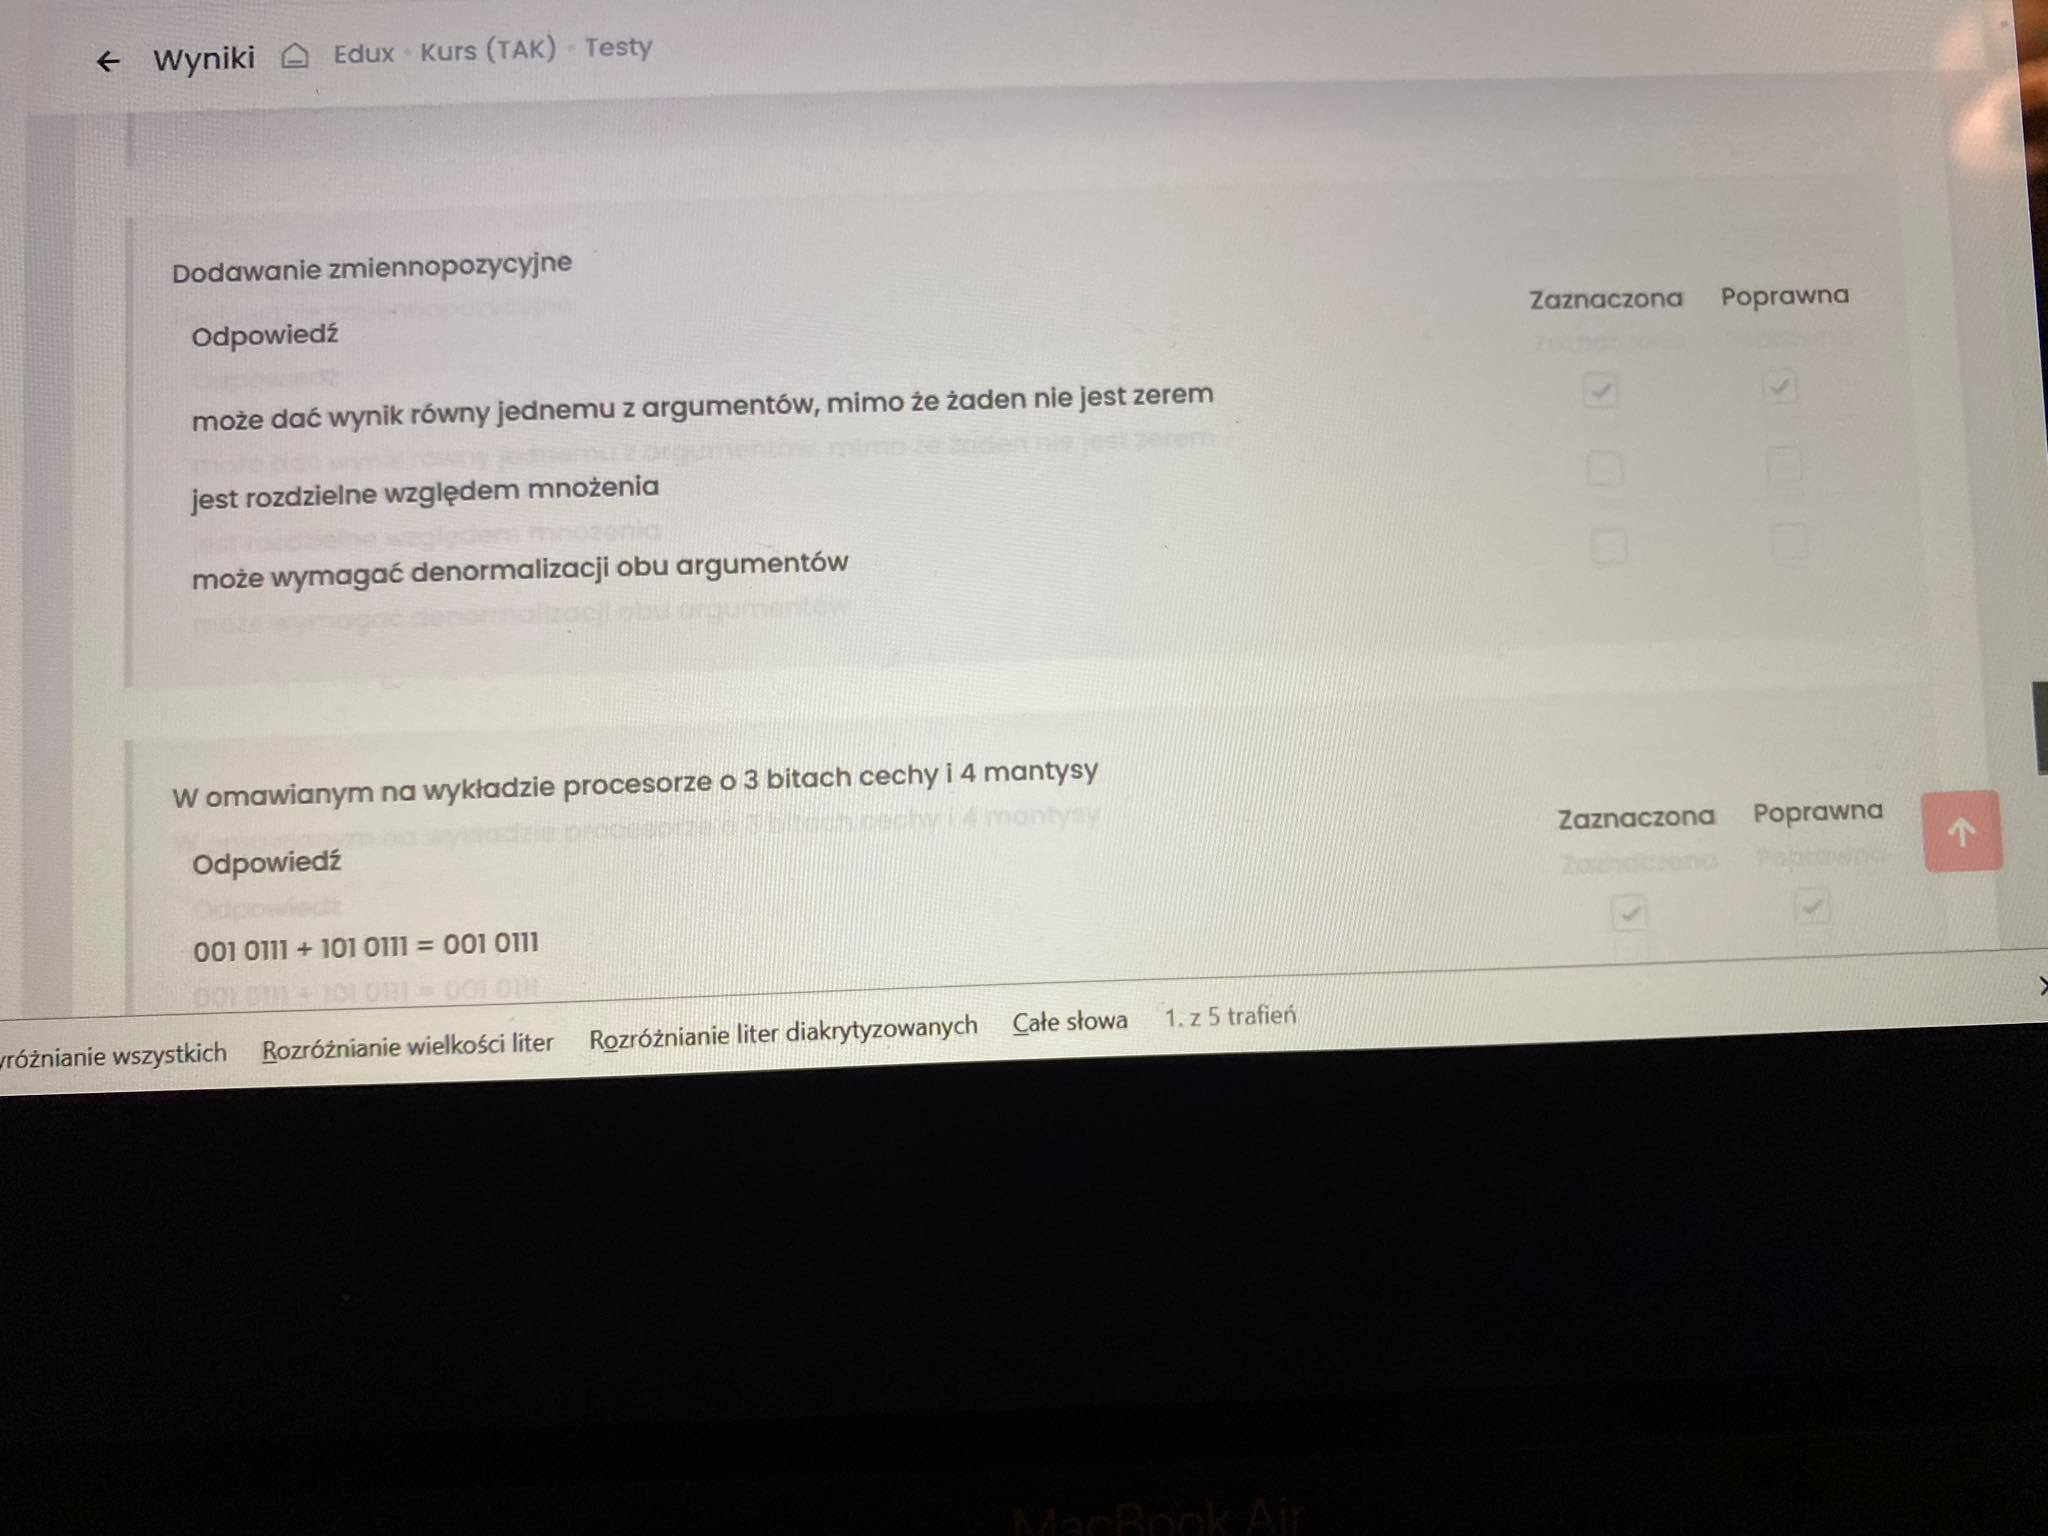 ← Wyniki Edux • Kurs (TAK) • Testy
Dodawanie zmiennopozycyjne
Zaznaczona Poprawna
Odpowiedź
może dać wynik równy jednemu z argumentów, mimo że żaden nie jest zerem
jest rozdzielne względem mnożenia
może wymagać denormalizacji obu argumentów
W omawianym na wykładzie procesorze o 3 bitach cechy i 4 mantysy
Zaznaczona Poprawna
Odpowiedź
001 0111 + 101 0111 = 001 0111
yróżnianie wszystkich Rozróżnianie wielkości liter Rozróżnianie liter diakrytyzowanych Całe słowa 1. z 5 trafień
MacBook Air